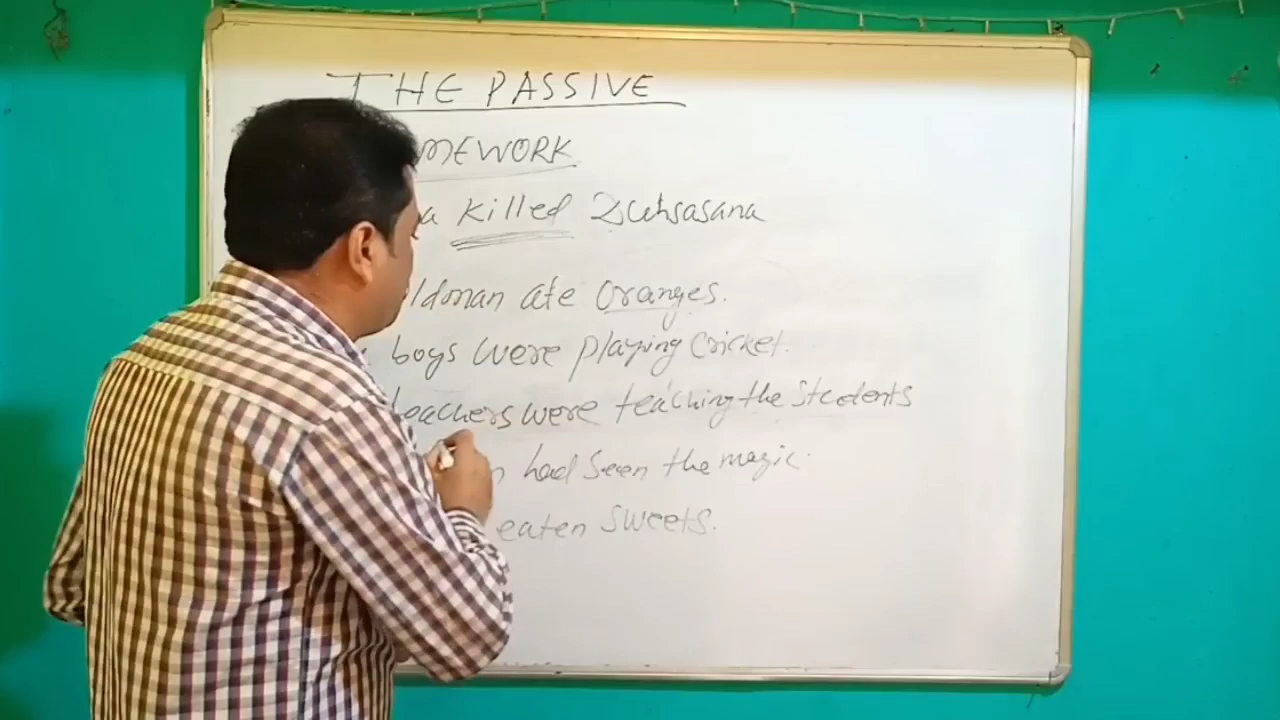 THE PASSIVE
MEWORK
a killed Duhsasana
ldman ate oranges.
boys were playing cricket.
teachers were teaching the students
n had seen the magic.
eaten sweets.